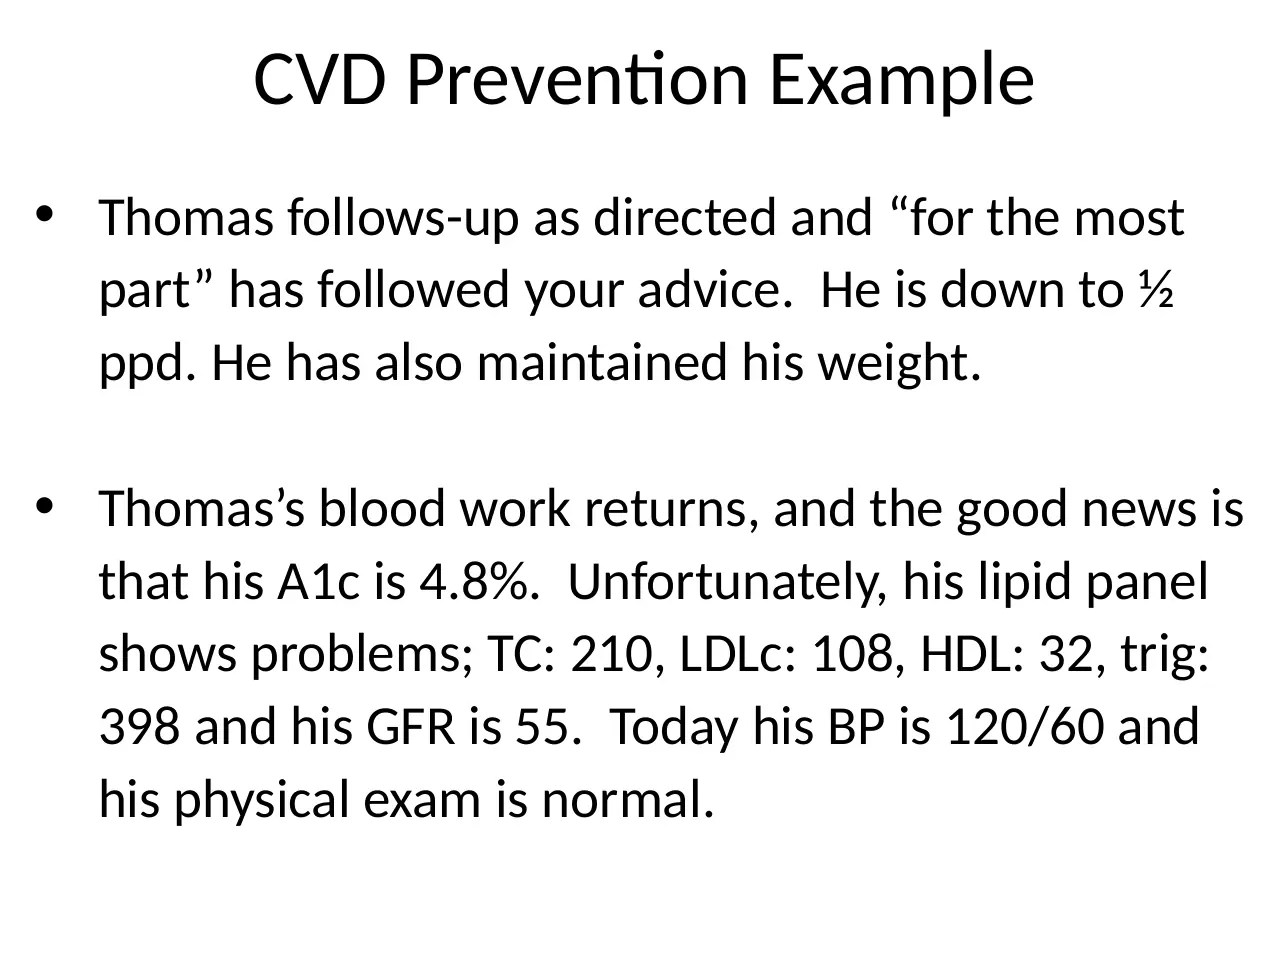 CVD Prevention Example
• Thomas follows-up as directed and “for the most
part” has followed your advice.  He is down to ½
ppd. He has also maintained his weight.
• Thomas’s blood work returns, and the good news is
that his A1c is 4.8%.  Unfortunately, his lipid panel
shows problems; TC: 210, LDLc: 108, HDL: 32, trig:
398 and his GFR is 55.  Today his BP is 120/60 and
his physical exam is normal.